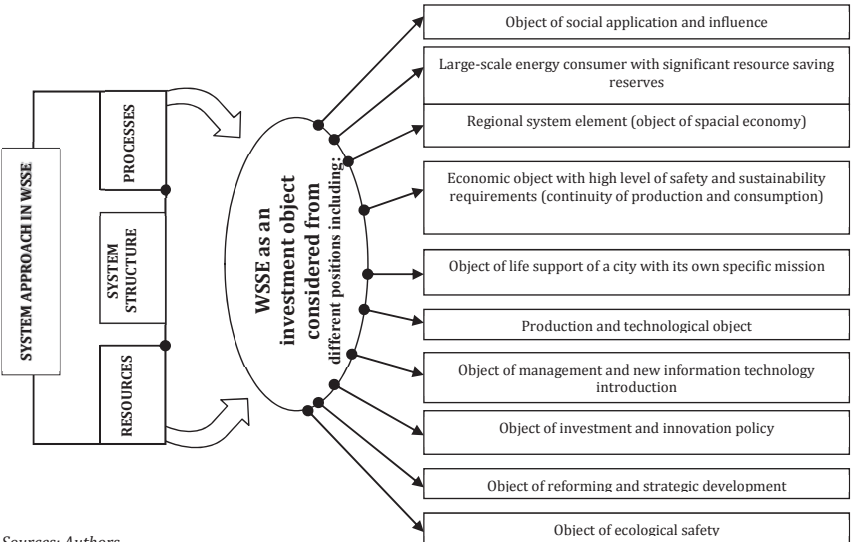 SYSTEM APPROACH IN WSSE
PROCESSES
SYSTEM
STRUCTURE
RESOURCES
WSSE as an
investment object
considered from
different positions including:
Object of social application and influence
Large-scale energy consumer with significant resource saving
reserves
Regional system element (object of spacial economy)
Economic object with high level of safety and sustainability
requirements (continuity of production and consumption)
Object of life support of a city with its own specific mission
Production and technological object
Object of management and new information technology
introduction
Object of investment and innovation policy
Object of reforming and strategic development
Object of ecological safety
Sources: Authors